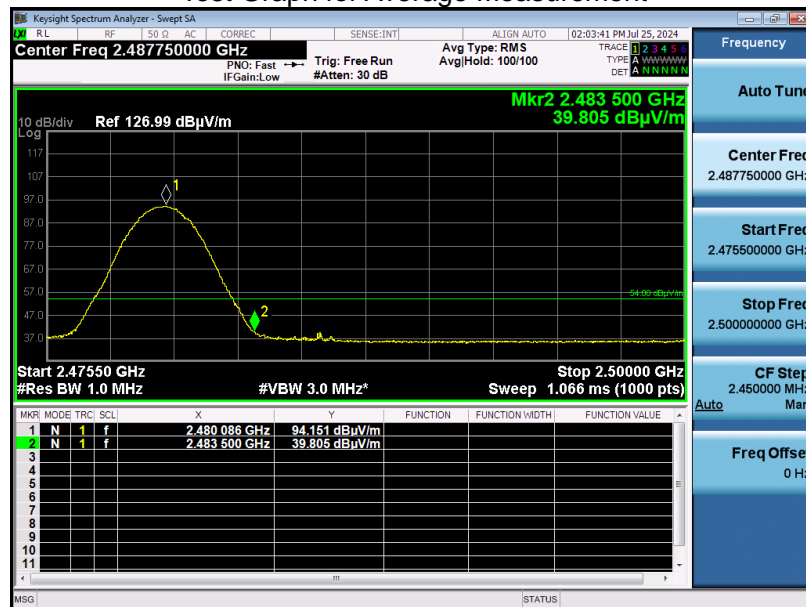 Test Graph for Average Measurement
Keysight Spectrum Analyzer - Swept SA
LXI RL RF 50 Ω AC CORREC SENSE:INT ALIGN AUTO 02:03:41 PM Jul 25, 2024
Center Freq 2.487750000 GHz
PNO: Fast
IFGain:Low
Trig: Free Run
#Atten: 30 dB
Avg Type: RMS
Avg|Hold: 100/100
TRACE 1 2 3 4 5 6
TYPE A WWWWW
DET A N N N N N
Mkr2 2.483 500 GHz
39.805 dBµV/m
10 dB/div Ref 126.99 dBµV/m
Log
117
107
97.0
87.0
77.0
67.0
57.0
47.0
37.0
1
2
54.00 dBµV/m
Start 2.47550 GHz Stop 2.50000 GHz
#Res BW 1.0 MHz #VBW 3.0 MHz* Sweep 1.066 ms (1000 pts)
MKR MODE TRC SCL X Y FUNCTION FUNCTION WIDTH FUNCTION VALUE
1 N 1 f 2.480 086 GHz 94.151 dBµV/m
2 N 1 f 2.483 500 GHz 39.805 dBµV/m
3
4
5
6
7
8
9
10
11
MSG STATUS
Frequency
Auto Tune
Center Freq
2.487750000 GHz
Start Freq
2.475500000 GHz
Stop Freq
2.500000000 GHz
CF Step
2.450000 MHz
Auto Man
Freq Offset
0 Hz